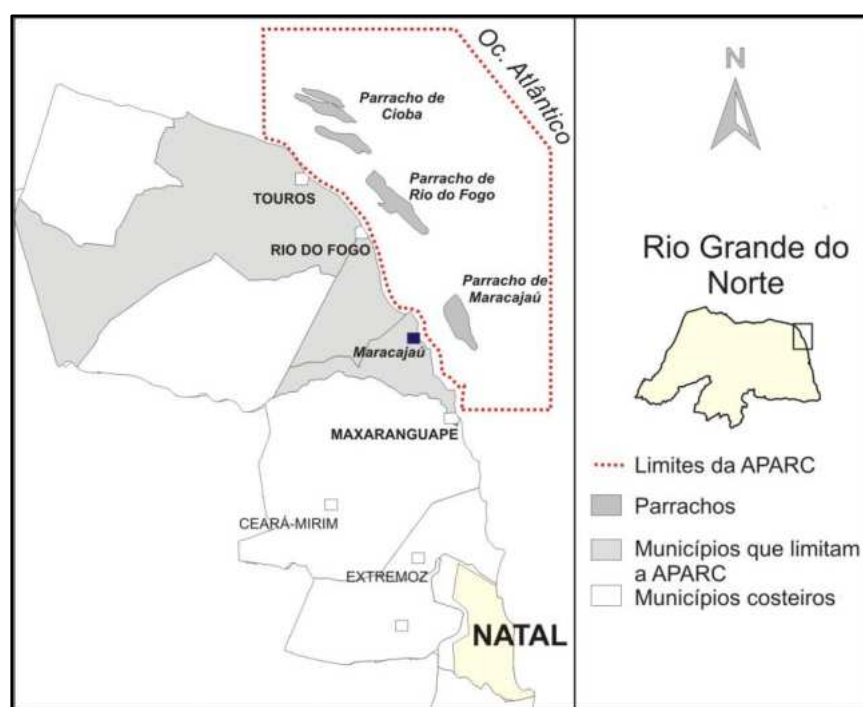 Oc. Atlântico
Parracho de
Cioba
Parracho de
Rio do Fogo
TOUROS
RIO DO FOGO
Parracho de
Maracajaú
Maracajaú
MAXARANGUAPE
CEARÁ-MIRIM
EXTREMOZ
NATAL
N
Rio Grande do
Norte
Limites da APARC
Parrachos
Municípios que limitam
a APARC
Municípios costeiros